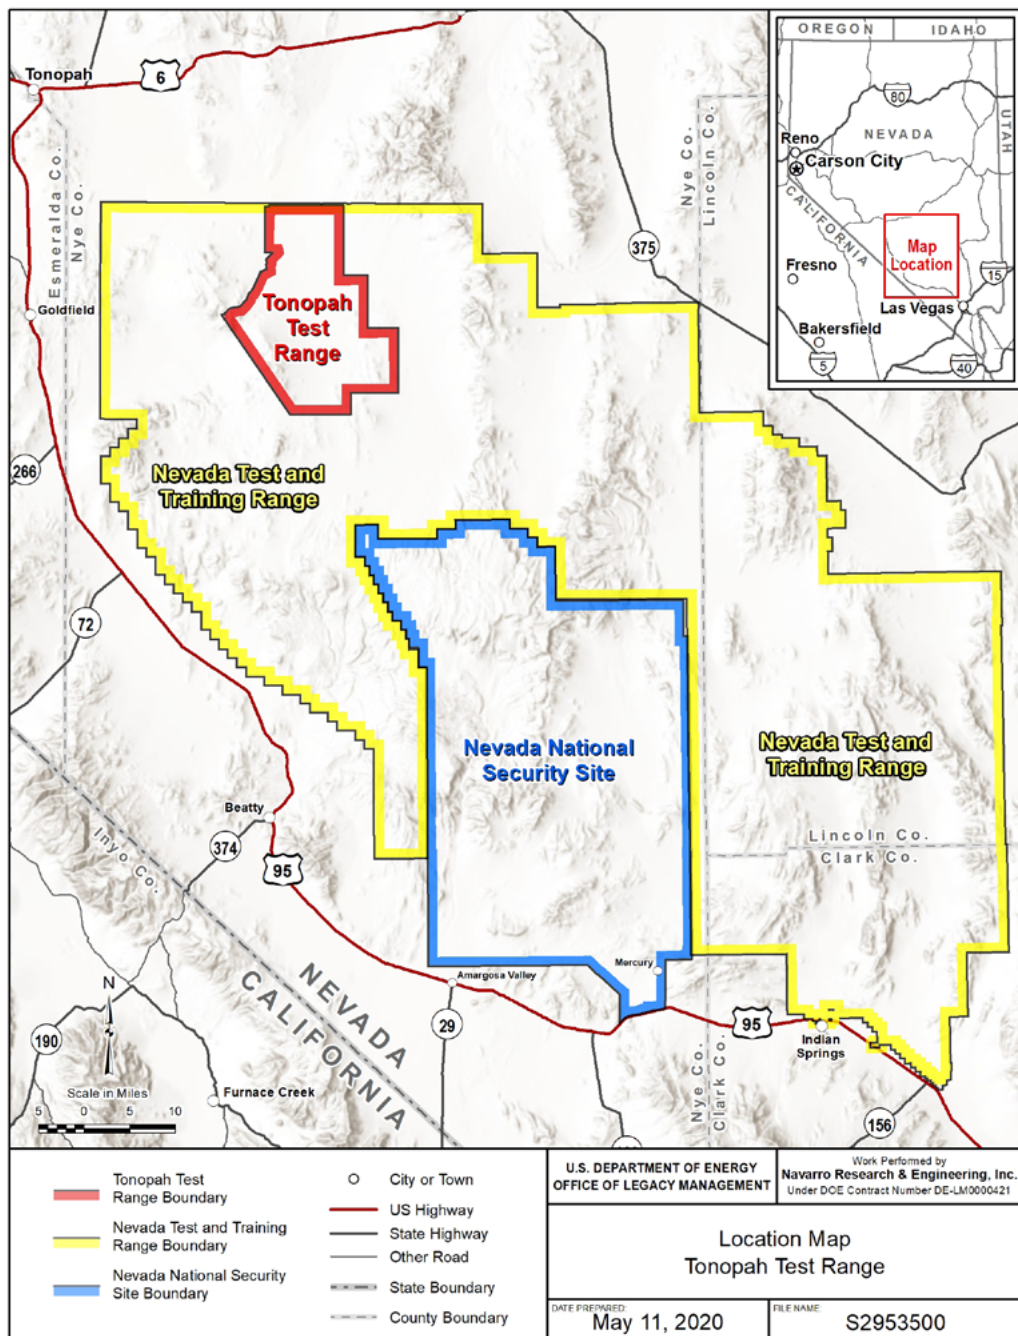 OREGON
IDAHO
80
NEVADA
UTAH
Reno
Carson City
CALIFORNIA
Map
Location
Fresno
15
Las Vegas
Bakersfield
5
40
Tonopah
6
Esmeralda Co.
Nye Co.
Nye Co.
Lincoln Co.
375
Goldfield
Tonopah
Test
Range
266
Nevada Test and
Training Range
72
Nevada National
Security Site
Nevada Test and
Training Range
Beatty
374
95
Inyo Co.
Lincoln Co.
Clark Co.
Mercury
Amargosa Valley
NEVADA
CALIFORNIA
N
29
95
Indian
Springs
190
Scale in Miles
5 0 5 10
Furnace Creek
Nye Co.
Clark Co.
156
Tonopah Test
Range Boundary
Nevada Test and Training
Range Boundary
Nevada National Security
Site Boundary
City or Town
US Highway
State Highway
Other Road
State Boundary
County Boundary
U.S. DEPARTMENT OF ENERGY
OFFICE OF LEGACY MANAGEMENT
Work Performed by
Navarro Research & Engineering, Inc.
Under DOE Contract Number DE-LM0000421
Location Map
Tonopah Test Range
DATE PREPARED:
May 11, 2020
FILE NAME:
S2953500